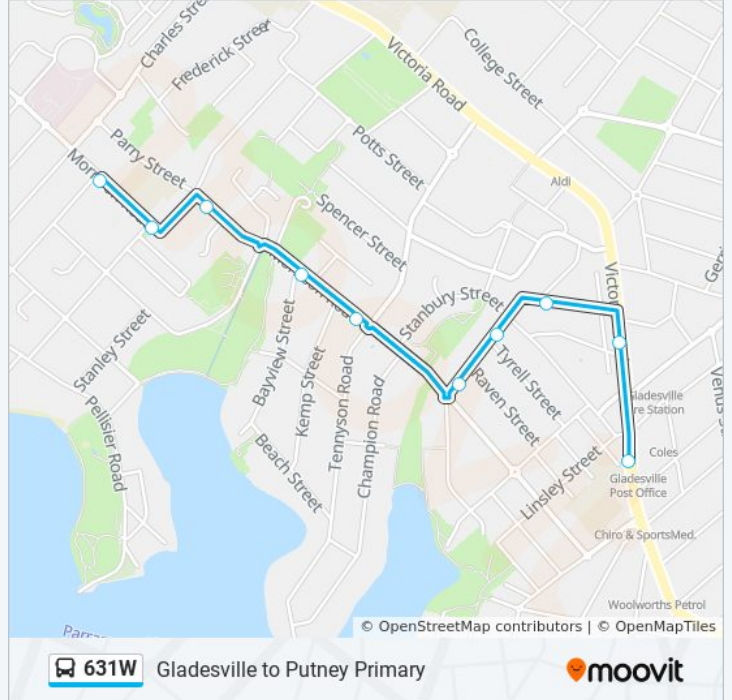 Charles Stre
Frederick Street
College Street
Victoria Road
Parry Street
Potts Street
Aldi
Spencer Street
Stanbury Street
Stanley Street
Bayview Street
Kemp Street
Tennyson Road
Champion Road
Tyrell Street
Raven Street
Gladesville
re Station
Pellisier Road
Beach Street
Linsley Street
Coles
Gladesville
Post Office
Chiro & SportsMed.
Woolworths Petrol
© OpenStreetMap contributors | © OpenMapTiles
631W Gladesville to Putney Primary
moovit